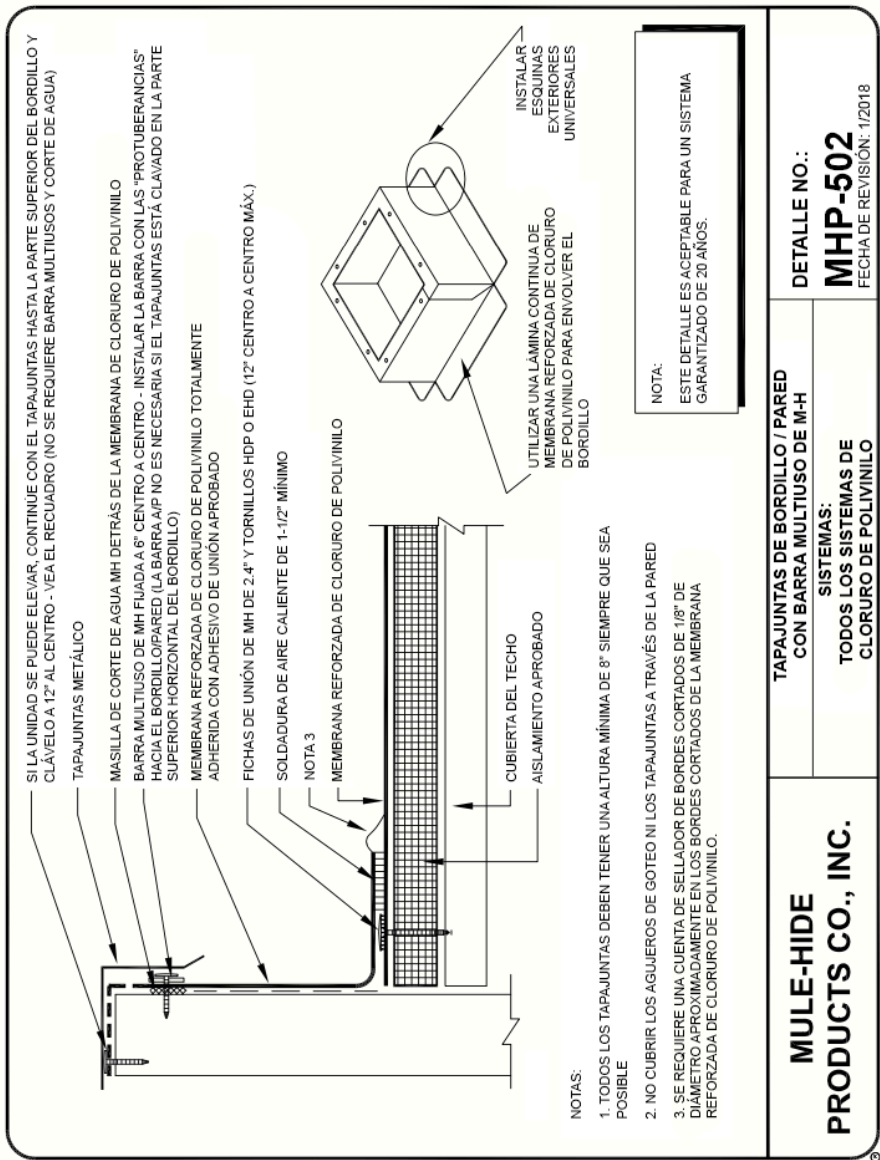 SI LA UNIDAD SE PUEDE ELEVAR, CONTINÚE CON EL TAPAJUNTAS HASTA LA PARTE SUPERIOR DEL BORDILLO Y
CLÁVELO A 12" AL CENTRO - VEA EL RECUADRO (NO SE REQUIERE BARRA MULTIUSOS Y CORTE DE AGUA)
TAPAJUNTAS METÁLICO
MASILLA DE CORTE DE AGUA MH DETRÁS DE LA MEMBRANA DE CLORURO DE POLIVINILO
BARRA MULTIUSO DE MH FIJADA A 6" CENTRO A CENTRO - INSTALAR LA BARRA CON LAS "PROTUBERANCIAS"
HACIA EL BORDILLO/PARED (LA BARRA A/P NO ES NECESARIA SI EL TAPAJUNTAS ESTÁ CLAVADO EN LA PARTE
SUPERIOR HORIZONTAL DEL BORDILLO)
MEMBRANA REFORZADA DE CLORURO DE POLIVINILO TOTALMENTE
ADHERIDA CON ADHESIVO DE UNIÓN APROBADO
FICHAS DE UNIÓN DE MH DE 2.4" Y TORNILLOS HDP O EHD (12" CENTRO A CENTRO MÁX.)
SOLDADURA DE AIRE CALIENTE DE 1-1/2" MÍNIMO
NOTA 3
MEMBRANA REFORZADA DE CLORURO DE POLIVINILO
CUBIERTA DEL TECHO
AISLAMIENTO APROBADO
INSTALAR
ESQUINAS
EXTERIORES
UNIVERSALES
UTILIZAR UNA LÁMINA CONTINUA DE
MEMBRANA REFORZADA DE CLORURO
DE POLIVINILO PARA ENVOLVER EL
BORDILLO
NOTAS:
1. TODOS LOS TAPAJUNTAS DEBEN TENER UNA ALTURA MÍNIMA DE 8" SIEMPRE QUE SEA
POSIBLE
2. NO CUBRIR LOS AGUJEROS DE GOTEO NI LOS TAPAJUNTAS A TRAVÉS DE LA PARED
3. SE REQUIERE UNA CUENTA DE SELLADOR DE BORDES CORTADOS DE 1/8" DE
DIÁMETRO APROXIMADAMENTE EN LOS BORDES CORTADOS DE LA MEMBRANA
REFORZADA DE CLORURO DE POLIVINILO.
NOTA:
ESTE DETALLE ES ACEPTABLE PARA UN SISTEMA
GARANTIZADO DE 20 AÑOS.
MULE-HIDE
PRODUCTS CO., INC.
®
TAPAJUNTAS DE BORDILLO / PARED
CON BARRA MULTIUSO DE M-H
SISTEMAS:
TODOS LOS SISTEMAS DE
CLORURO DE POLIVINILO
DETALLE NO.:
MHP-502
FECHA DE REVISIÓN: 1/2018